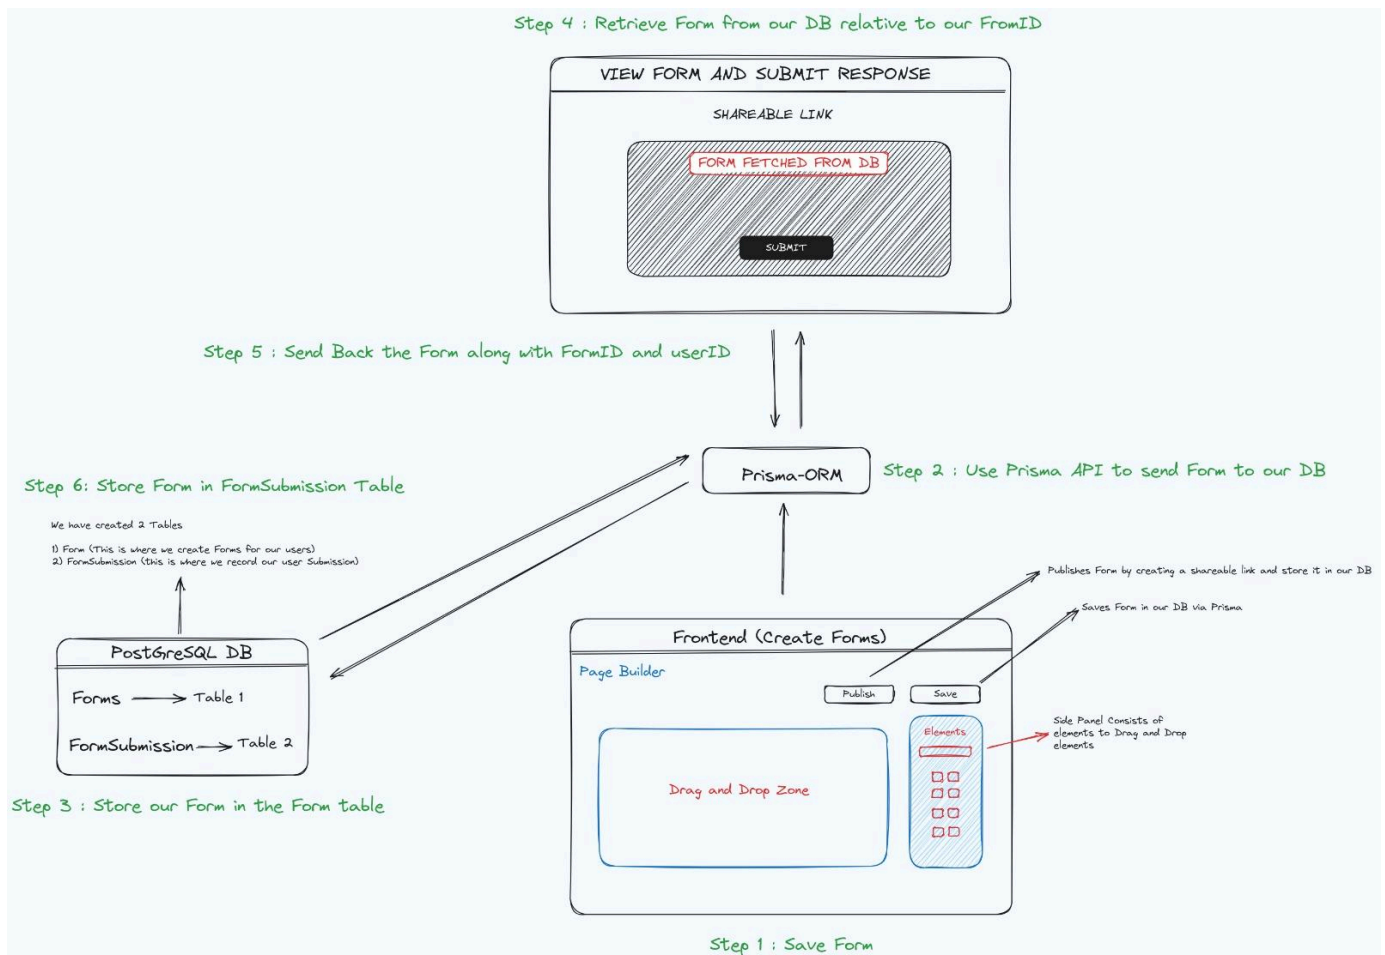 Step 4 : Retrieve Form from our DB relative to our FromID
VIEW FORM AND SUBMIT RESPONSE
SHAREABLE LINK
FORM FETCHED FROM DB
SUBMIT
Step 5 : Send Back the Form along with FormID and userID
Prisma-ORM
Step 2 : Use Prisma API to send Form to our DB
Step 6: Store Form in FormSubmission Table
We have created 2 Tables
1) Form (This is where we create Forms for our users)
2) FormSubmission (this is where we record our user Submission)
Publishes Form by creating a shareable link and store it in our DB
Saves Form in our DB via Prisma
PostGreSQL DB
Forms
Table 1
FormSubmission
Table 2
Step 3 : Store our Form in the Form table
Frontend (Create Forms)
Page Builder
Publish
Save
Elements
Drag and Drop Zone
Side Panel Consists of
elements to Drag and Drop
elements
Step 1 : Save Form